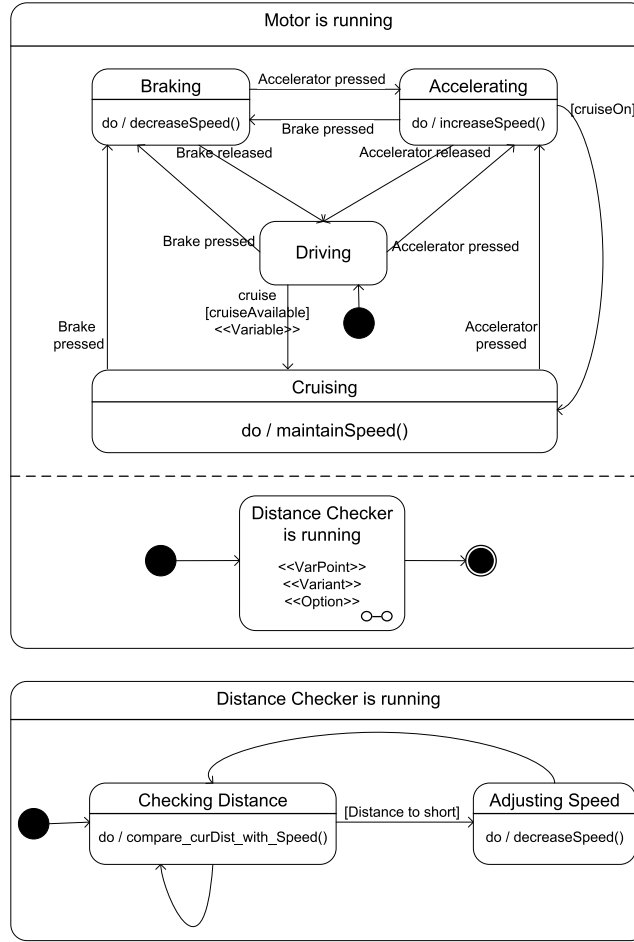 Motor is running
Braking
do / decreaseSpeed()
Accelerator pressed
Brake pressed
Accelerating
do / increaseSpeed()
[cruiseOn]
Brake released
Accelerator released
Brake pressed
Driving
Accelerator pressed
cruise
[cruiseAvailable]
<<Variable>>
Brake
pressed
Accelerator
pressed
Cruising
do / maintainSpeed()
Distance Checker
is running
<<VarPoint>>
<<Variant>>
<<Option>>
Distance Checker is running
Checking Distance
do / compare_curDist_with_Speed()
[Distance to short]
Adjusting Speed
do / decreaseSpeed()